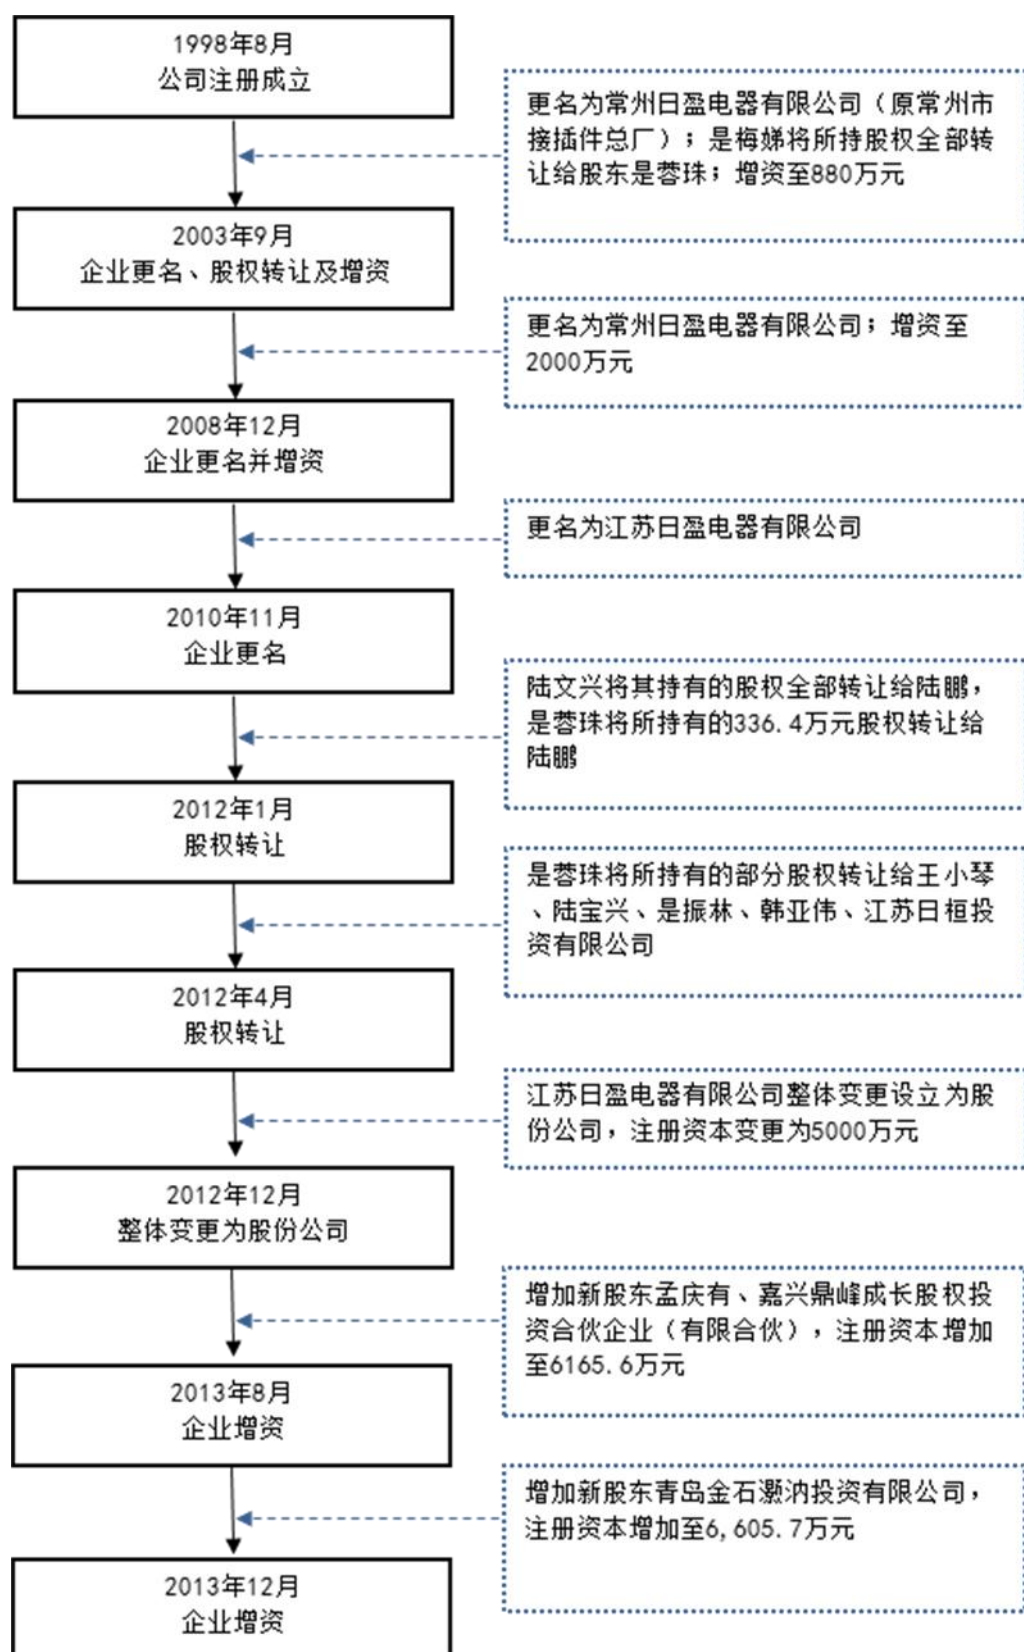 1998年8月
公司注册成立
更名为常州日盈电器有限公司（原常州市
接插件总厂）；是梅娣将所持股权全部转
让给股东是蓉珠；增资至880万元
2003年9月
企业更名、股权转让及增资
更名为常州日盈电器有限公司；增资至
2000万元
2008年12月
企业更名并增资
更名为江苏日盈电器有限公司
2010年11月
企业更名
陆文兴将其持有的股权全部转让给陆鹏，
是蓉珠将所持有的336.4万元股权转让给
陆鹏
2012年1月
股权转让
是蓉珠将所持有的部分股权转让给王小琴
、陆宝兴、是振林、韩亚伟、江苏日桓投
资有限公司
2012年4月
股权转让
江苏日盈电器有限公司整体变更设立为股
份公司，注册资本变更为5000万元
2012年12月
整体变更为股份公司
增加新股东孟庆有、嘉兴鼎峰成长股权投
资合伙企业（有限合伙），注册资本增加
至6165.6万元
2013年8月
企业增资
增加新股东青岛金石灏汭投资有限公司，
注册资本增加至6,605.7万元
2013年12月
企业增资